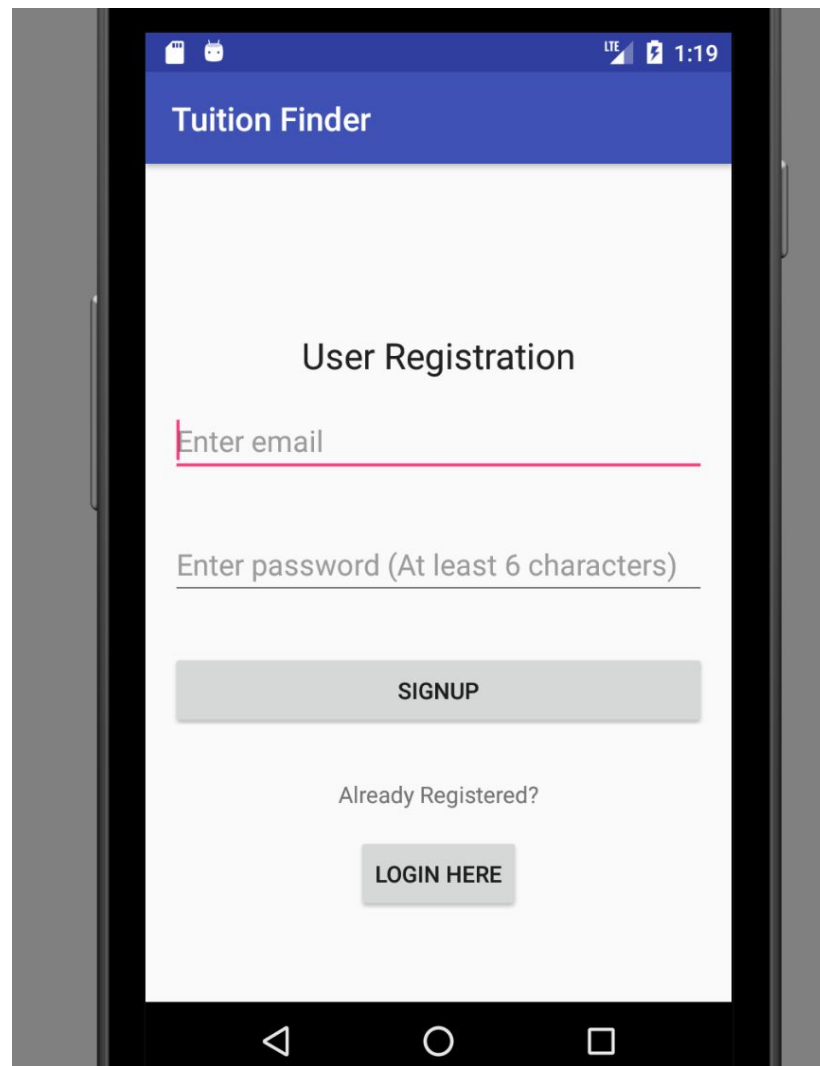 LTE 1:19
Tuition Finder
User Registration
Enter email
Enter password (At least 6 characters)
SIGNUP
Already Registered?
LOGIN HERE